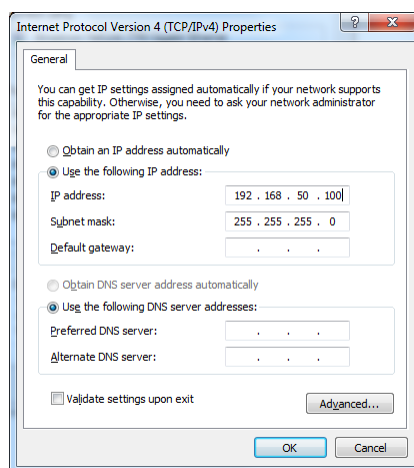 Internet Protocol Version 4 (TCP/IPv4) Properties
?
X
General
You can get IP settings assigned automatically if your network supports
this capability. Otherwise, you need to ask your network administrator
for the appropriate IP settings.
Obtain an IP address automatically
Use the following IP address:
IP address: 192 . 168 . 50 . 100
Subnet mask: 255 . 255 . 255 . 0
Default gateway: . . .
Obtain DNS server address automatically
Use the following DNS server addresses:
Preferred DNS server: . . .
Alternate DNS server: . . .
Validate settings upon exit
Advanced...
OK
Cancel